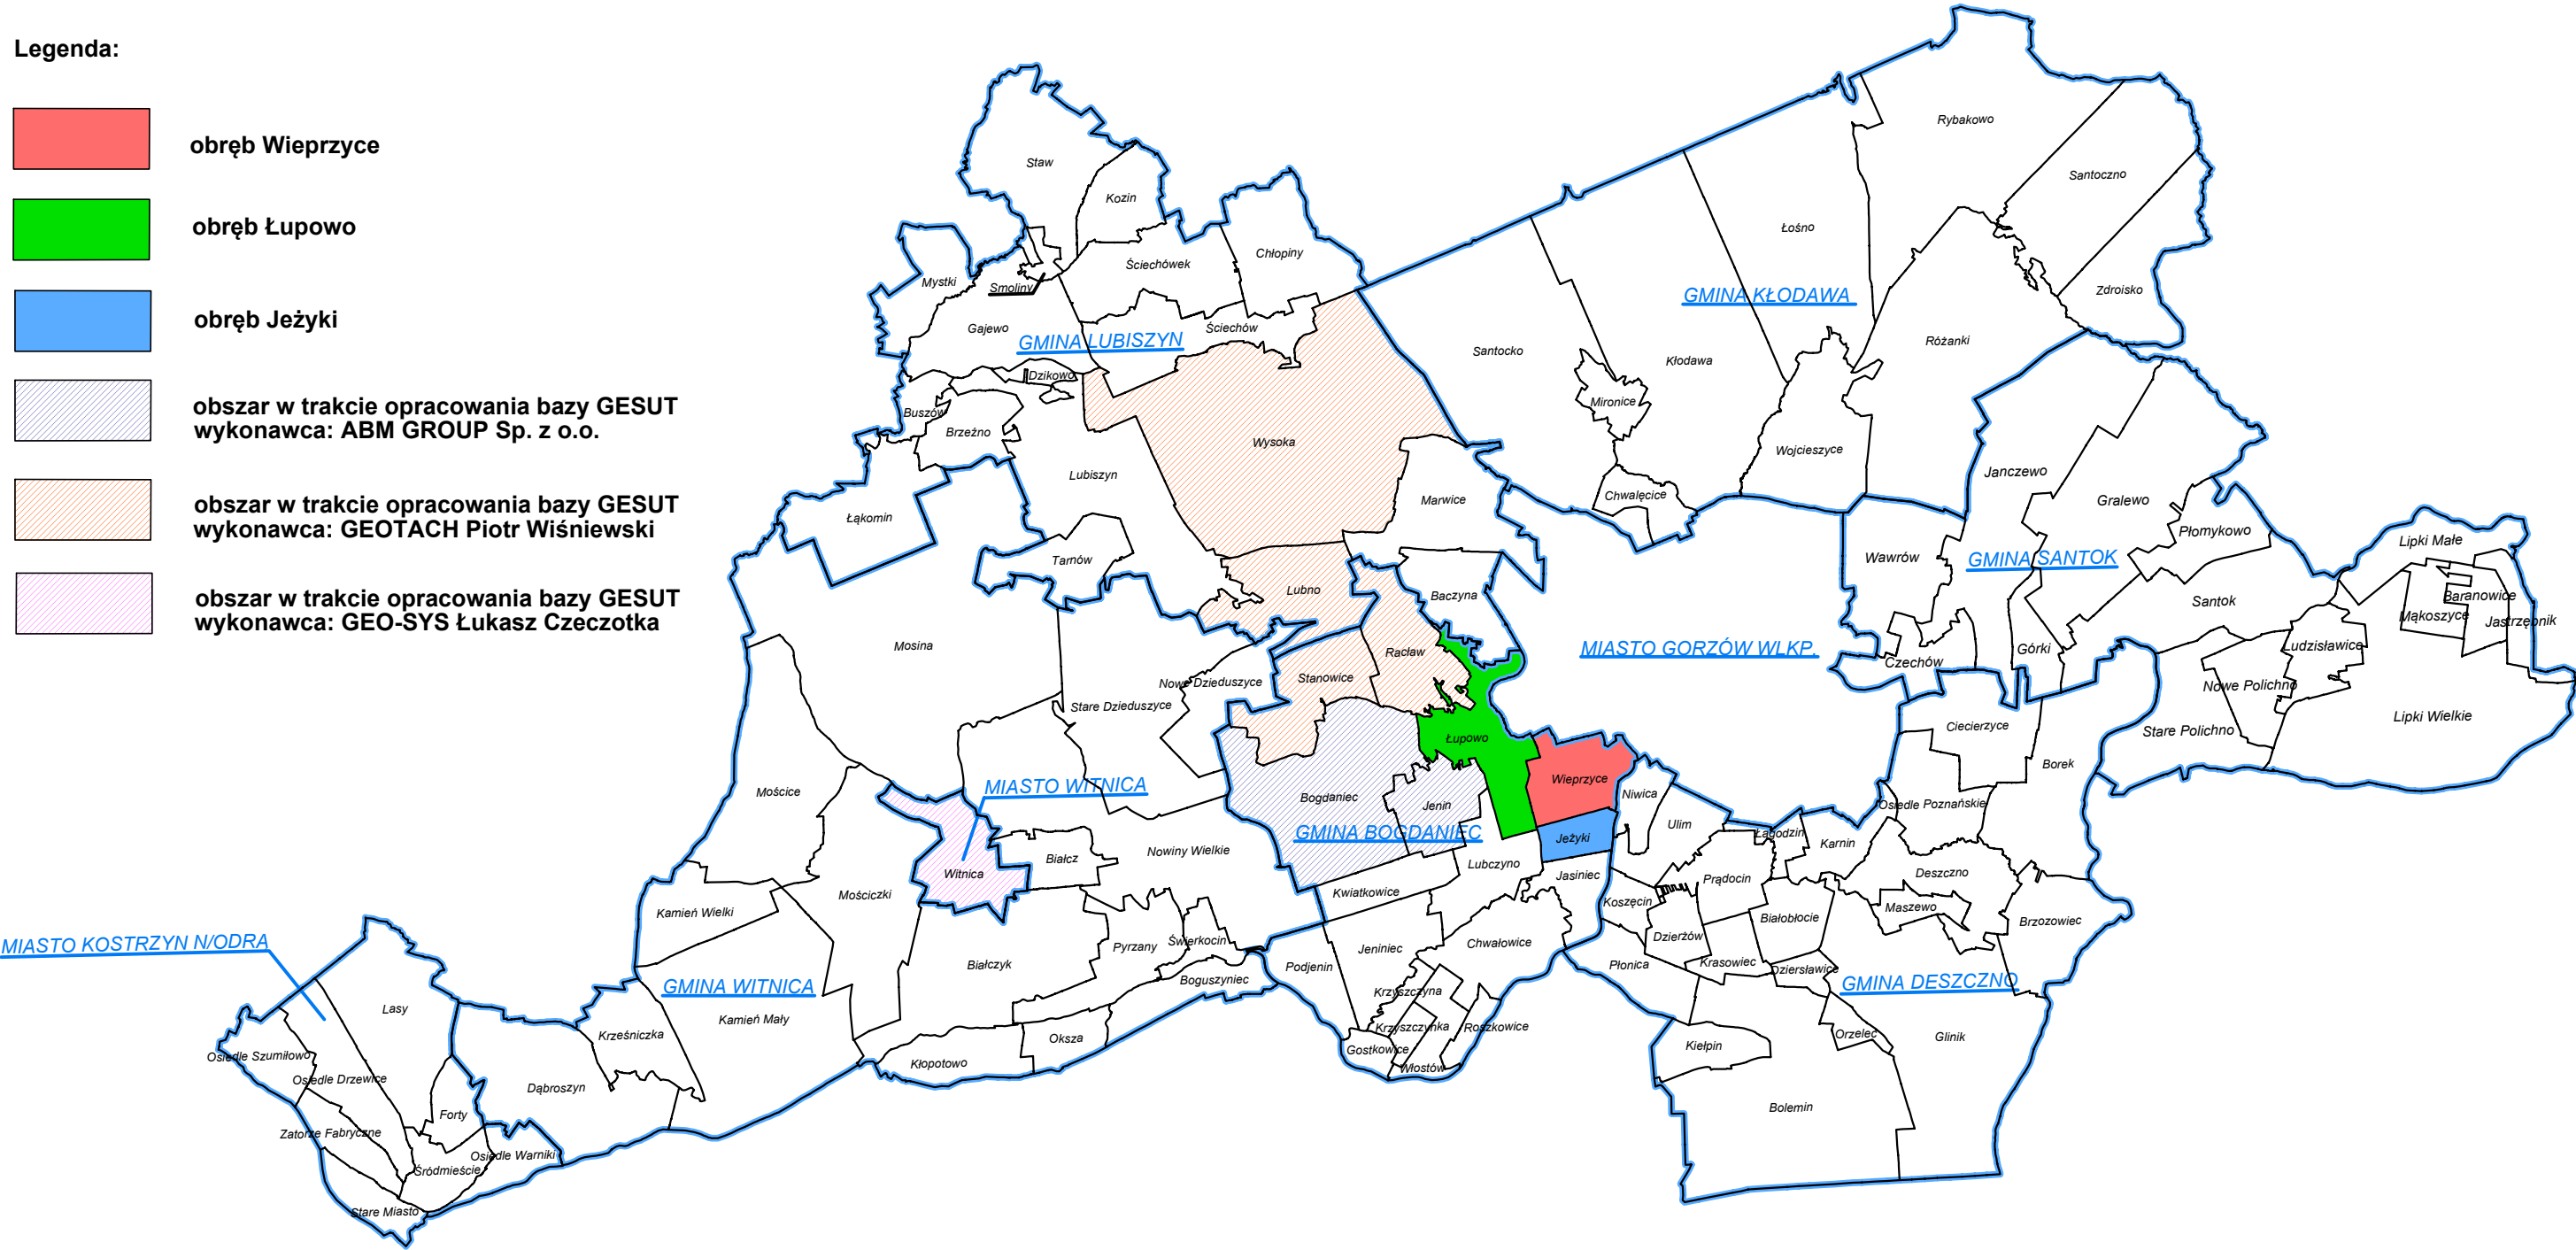 Legenda:
obręb Wieprzyce
obręb Łupowo
obręb Jeżyki
obszar w trakcie opracowania bazy GESUT
wykonawca: ABM GROUP Sp. z o.o.
obszar w trakcie opracowania bazy GESUT
wykonawca: GEOTACH Piotr Wiśniewski
obszar w trakcie opracowania bazy GESUT
wykonawca: GEO-SYS Łukasz Czeczotka
Staw
Kozin
Ściechówek
Chłopiny
Mystki
Smoliny
Gajewo
Ściechów
GMINA LUBISZYN
Dzikowo
Buszów
Brzeźno
Wysoka
Lubiszyn
Marwice
Łąkomin
Tarnów
Lubno
Baczyna
Rybakowo
Santoczno
Łośno
GMINA KŁODAWA
Zdroisko
Santocko
Kłodawa
Różanki
Mironice
Wojcieszyce
Chwalęcice
Janczewo
Gralewo
Płomykowo
Wawrów
GMINA SANTOK
Lipki Małe
Baranowice
Santok
Mąkoszyce
Jastrzębnik
Czechów
Górki
Ludzisławice
Nowe Polichno
Stare Polichno
Lipki Wielkie
MIASTO GORZÓW WLKP.
Mosina
Racław
Stanowice
Nowe Dzieduszyce
Stare Dzieduszyce
Łupowo
Wieprzyce
Ciecierzyce
Borek
Mościce
MIASTO WITNICA
Bogdaniec
Jenin
Niwica
Osiedle Poznańskie
GMINA BOGDANIEC
Jeżyki
Ulim
Łagodzin
Karnin
Białcz
Nowiny Wielkie
Lubczyno
Witnica
Mościczki
Kwiatkowice
Jasiniec
Prądocin
Deszczno
Koszęcin
Maszewo
Kamień Wielki
Białobłocie
Brzozowiec
MIASTO KOSTRZYN N/ODRĄ
Pyrzany
Świerkocin
Jeniniec
Chwałowice
Dzierżów
Białczyk
Podjenin
Płonica
Krasowiec
Dziersławice
GMINA DESZCZNO
GMINA WITNICA
Boguszyniec
Krzyszczyna
Lasy
Kamień Mały
Krzyszczynka
Roszkowice
Krześniczka
Oksza
Gostkowice
Kiełpin
Orzelec
Glinik
Osiedle Szumiłowo
Kłopotowo
Włostów
Osiedle Drzewice
Dąbroszyn
Bolemin
Forty
Zatorze Fabryczne
Osiedle Warniki
Śródmieście
Stare Miasto